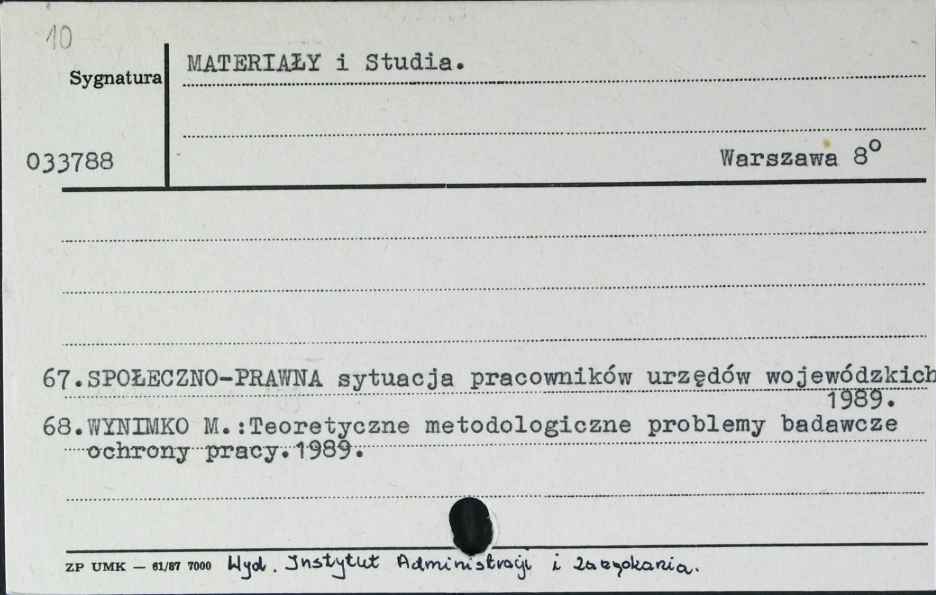 10
MATERIAŁY i Studia.
Sygnatura
033788
Warszawa 8º
67.SPOŁECZNO-PRAWNA sytuacja pracowników urzędów wojewódzkich
1989.
68.WYNIMKO M.:Teoretyczne metodologiczne problemy badawcze
ochrony pracy.1989.
ZP UMK — 61/87 7000 Wyd. Instytut Administracji i Zarządzania.